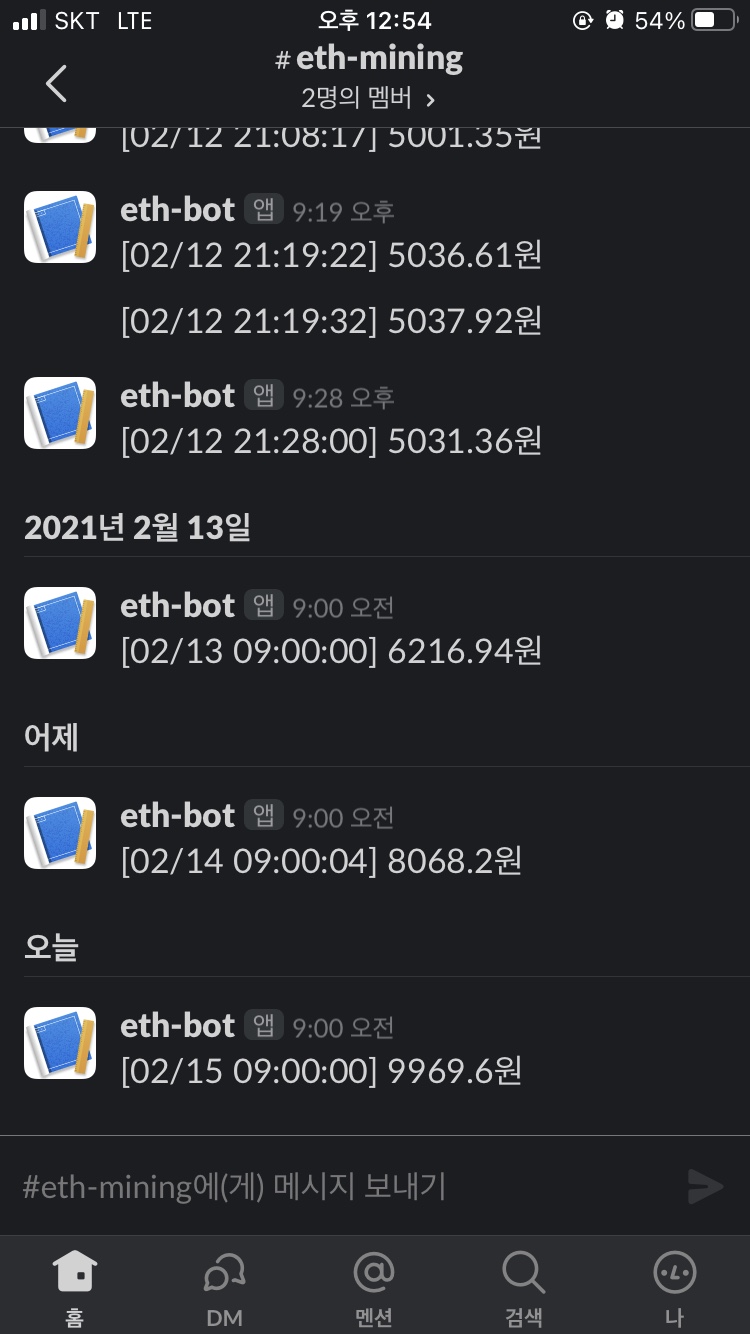 SKT LTE 오후 12:54 54%
# eth-mining
2명의 멤버 >
[02/12 21:08:17] 5001.35원
eth-bot 앱 9:19 오후
[02/12 21:19:22] 5036.61원
[02/12 21:19:32] 5037.92원
eth-bot 앱 9:28 오후
[02/12 21:28:00] 5031.36원
2021년 2월 13일
eth-bot 앱 9:00 오전
[02/13 09:00:00] 6216.94원
어제
eth-bot 앱 9:00 오전
[02/14 09:00:04] 8068.2원
오늘
eth-bot 앱 9:00 오전
[02/15 09:00:00] 9969.6원
#eth-mining에(게) 메시지 보내기
홈 DM 멘션 검색 나